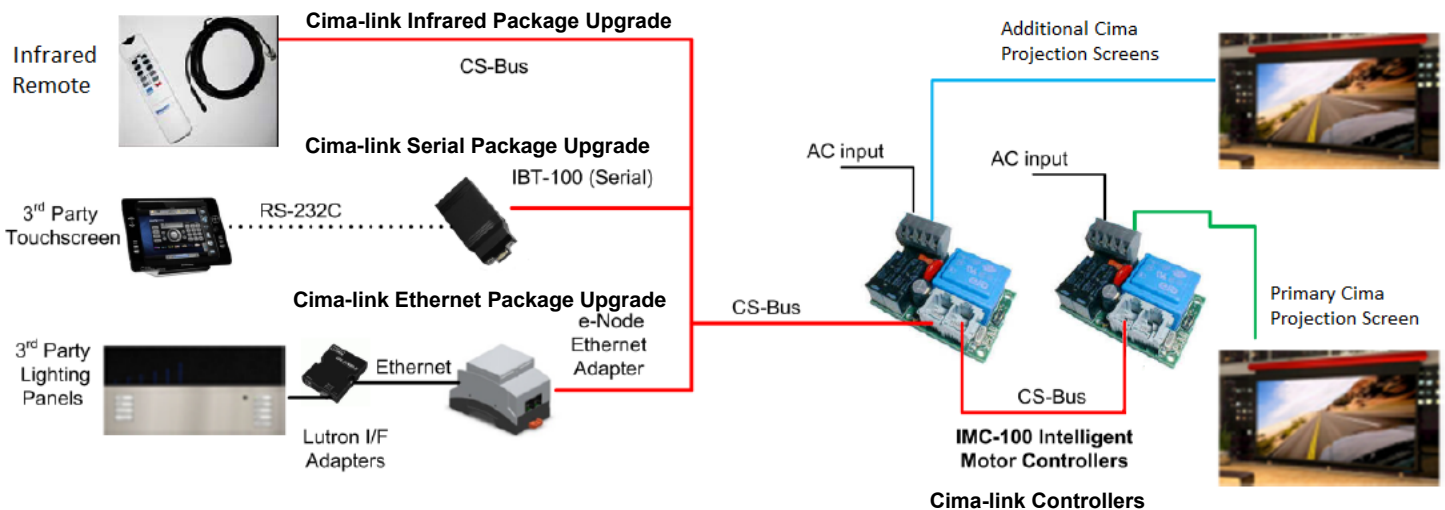 Cima-link Infrared Package Upgrade
Infrared
Remote
CS-Bus
Cima-link Serial Package Upgrade
IBT-100 (Serial)
3rd Party
Touchscreen
RS-232C
Cima-link Ethernet Package Upgrade
e-Node
Ethernet
Adapter
3rd Party
Lighting
Panels
Ethernet
Lutron I/F
Adapters
CS-Bus
AC input
AC input
Additional Cima
Projection Screens
Primary Cima
Projection Screen
CS-Bus
IMC-100 Intelligent
Motor Controllers
Cima-link Controllers